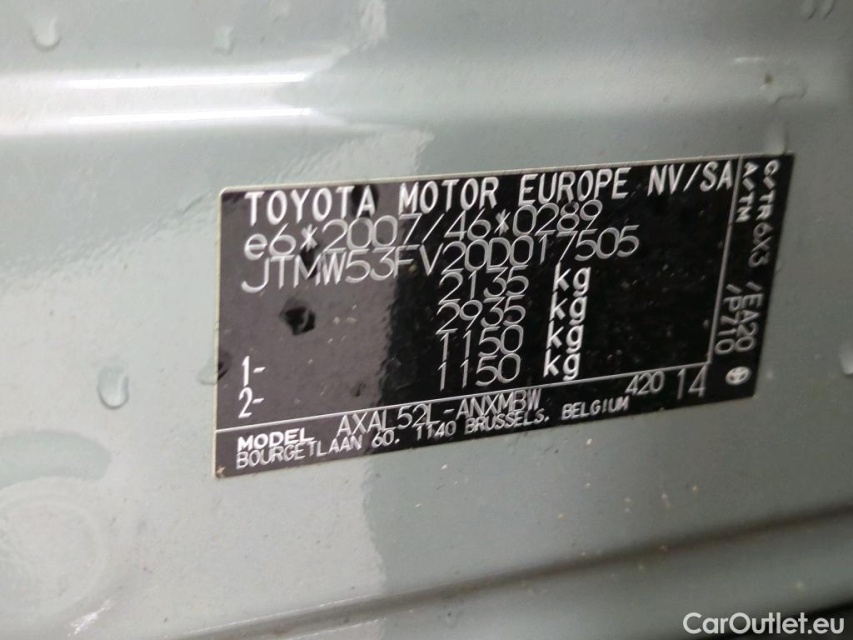 TOYOTA MOTOR EUROPE NV/SA
e6*2007/46*0289
JTMW53FV20D017505
2135 kg
2935 kg
1- 1150 kg
2- 1150 kg
MODEL AXAL52L-ANXMBW 420 14
BOURGETLAAN 60. 1140 BRUSSELS. BELGIUM
C/TR 6X3 /EA20
A/TM /P710
CarOutlet.eu